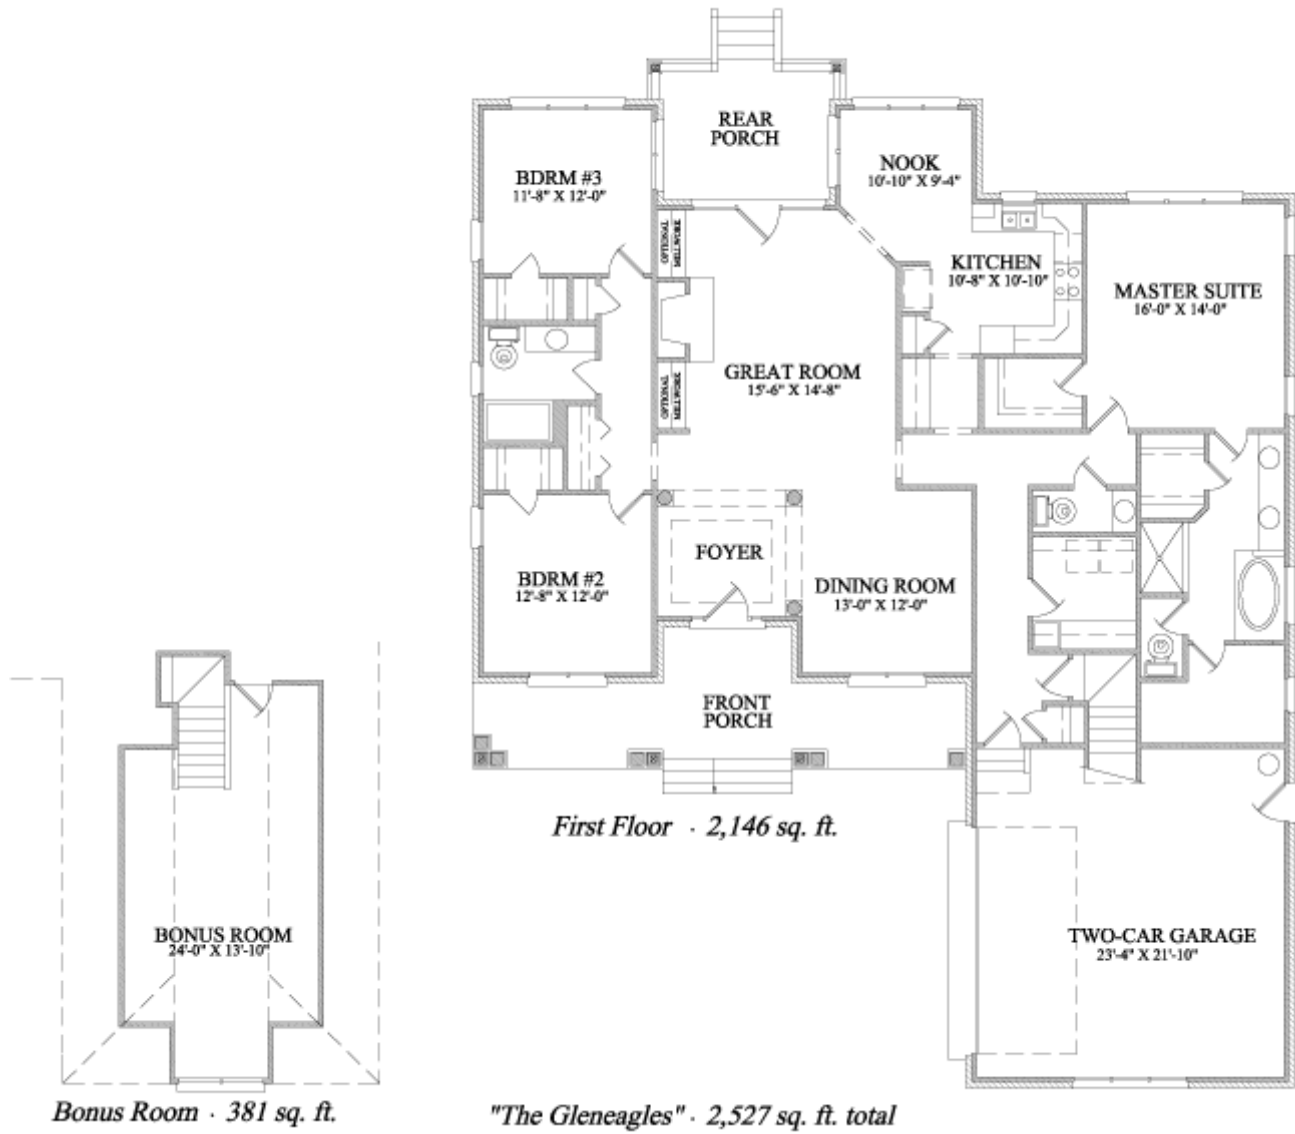 REAR
PORCH
NOOK
10'-10" X 9'-4"
BDRM #3
11'-8" X 12'-0"
OPTIONAL
MILLWORK
KITCHEN
10'-8" X 10'-10"
MASTER SUITE
16'-0" X 14'-0"
GREAT ROOM
15'-6" X 14'-8"
OPTIONAL
MILLWORK
FOYER
BDRM #2
12'-8" X 12'-0"
DINING ROOM
13'-0" X 12'-0"
FRONT
PORCH
First Floor · 2,146 sq. ft.
BONUS ROOM
24'-0" X 13'-10"
TWO-CAR GARAGE
23'-4" X 21'-10"
Bonus Room · 381 sq. ft.
"The Gleneagles" · 2,527 sq. ft. total